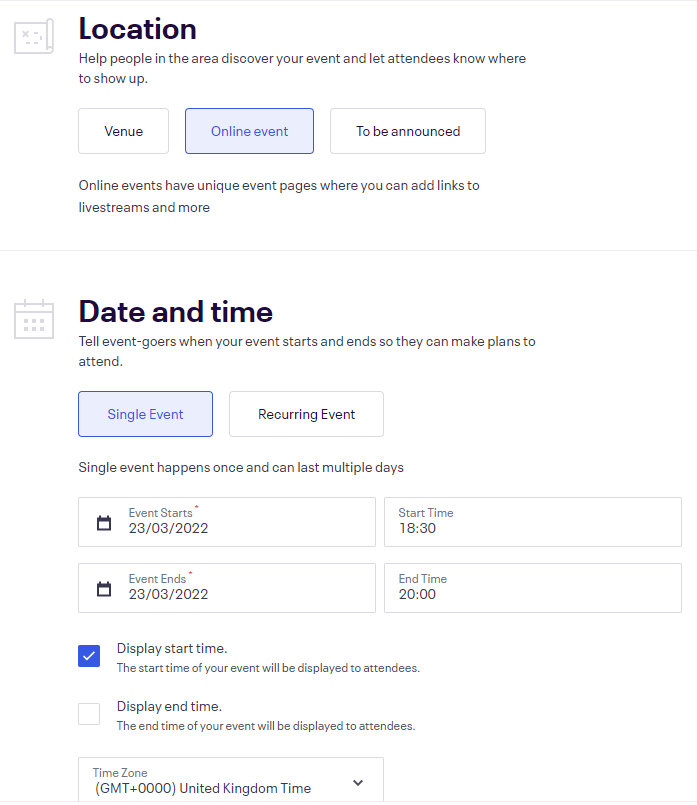 Location
Help people in the area discover your event and let attendees know where
to show up.
Venue
Online event
To be announced
Online events have unique event pages where you can add links to
livestreams and more
Date and time
Tell event-goers when your event starts and ends so they can make plans to
attend.
Single Event
Recurring Event
Single event happens once and can last multiple days
Event Starts *
23/03/2022
Start Time
18:30
Event Ends *
23/03/2022
End Time
20:00
Display start time.
The start time of your event will be displayed to attendees.
Display end time.
The end time of your event will be displayed to attendees.
Time Zone
(GMT+0000) United Kingdom Time